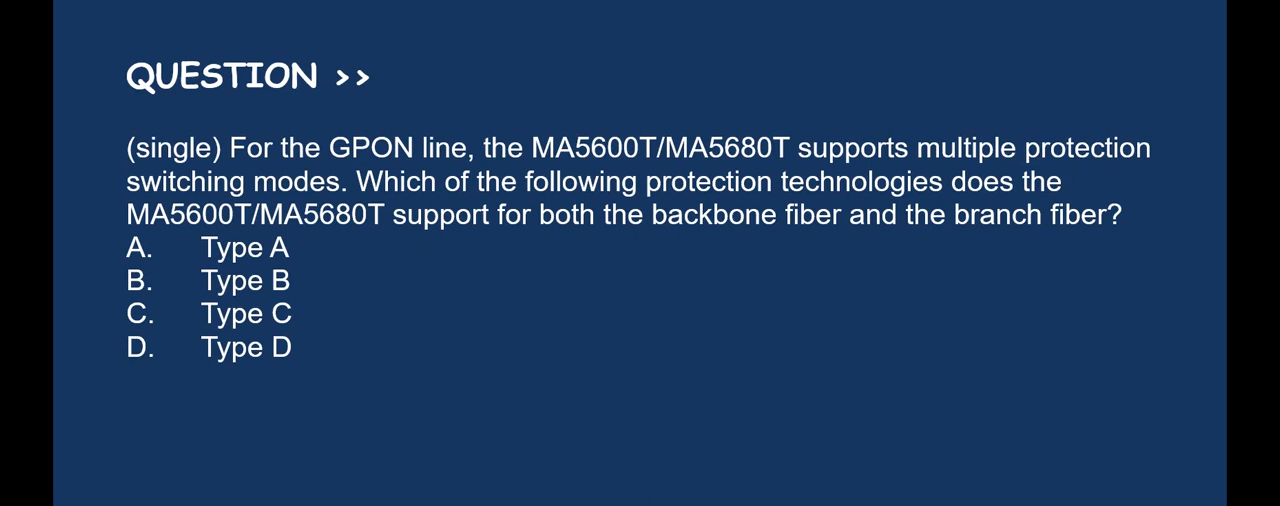 QUESTION >>
(single) For the GPON line, the MA5600T/MA5680T supports multiple protection
switching modes. Which of the following protection technologies does the
MA5600T/MA5680T support for both the backbone fiber and the branch fiber?
A. Type A
B. Type B
C. Type C
D. Type D